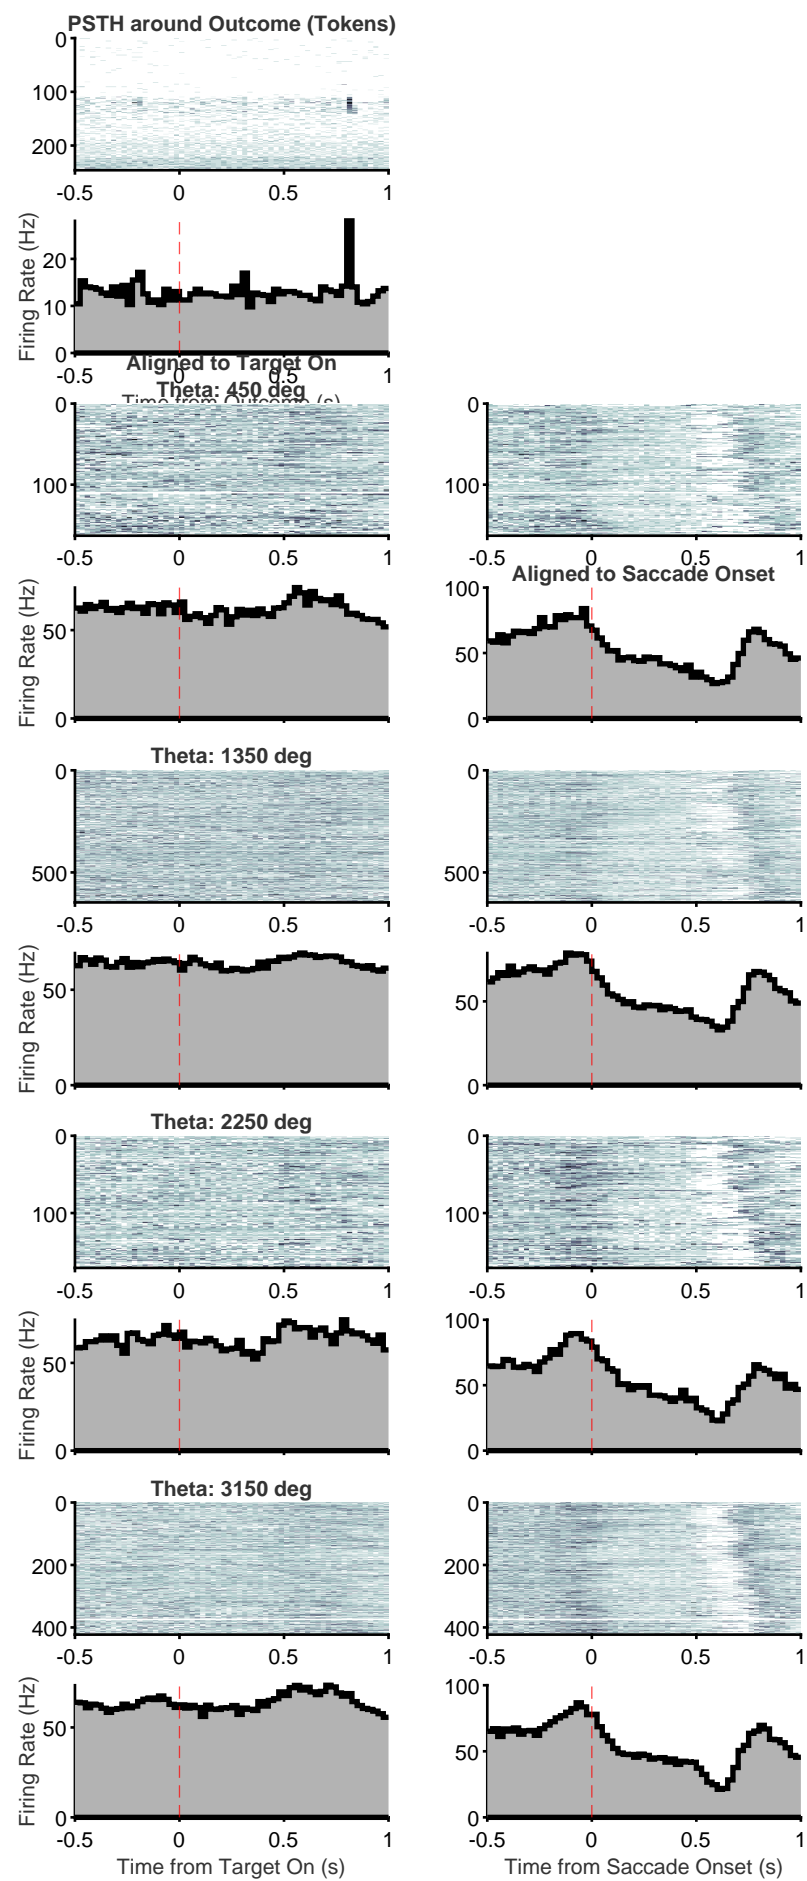 PSTH around Outcome (Tokens)
0
100
200
-0.5 0 0.5 1
Firing Rate (Hz)
20
10
0
-0.5 0 0.5 1
Time from Outcome (s)
Aligned to Target On
Theta: 450 deg
0
100
-0.5 0 0.5 1
0
100
-0.5 0 0.5 1
Firing Rate (Hz)
50
0
Aligned to Saccade Onset
100
50
0
Theta: 1350 deg
0
500
-0.5 0 0.5 1
0
500
-0.5 0 0.5 1
Firing Rate (Hz)
50
0
50
0
Theta: 2250 deg
0
100
-0.5 0 0.5 1
0
100
-0.5 0 0.5 1
Firing Rate (Hz)
50
0
100
50
0
Theta: 3150 deg
0
200
400
-0.5 0 0.5 1
0
200
400
-0.5 0 0.5 1
Firing Rate (Hz)
50
0
-0.5 0 0.5 1
Time from Target On (s)
100
50
0
-0.5 0 0.5 1
Time from Saccade Onset (s)